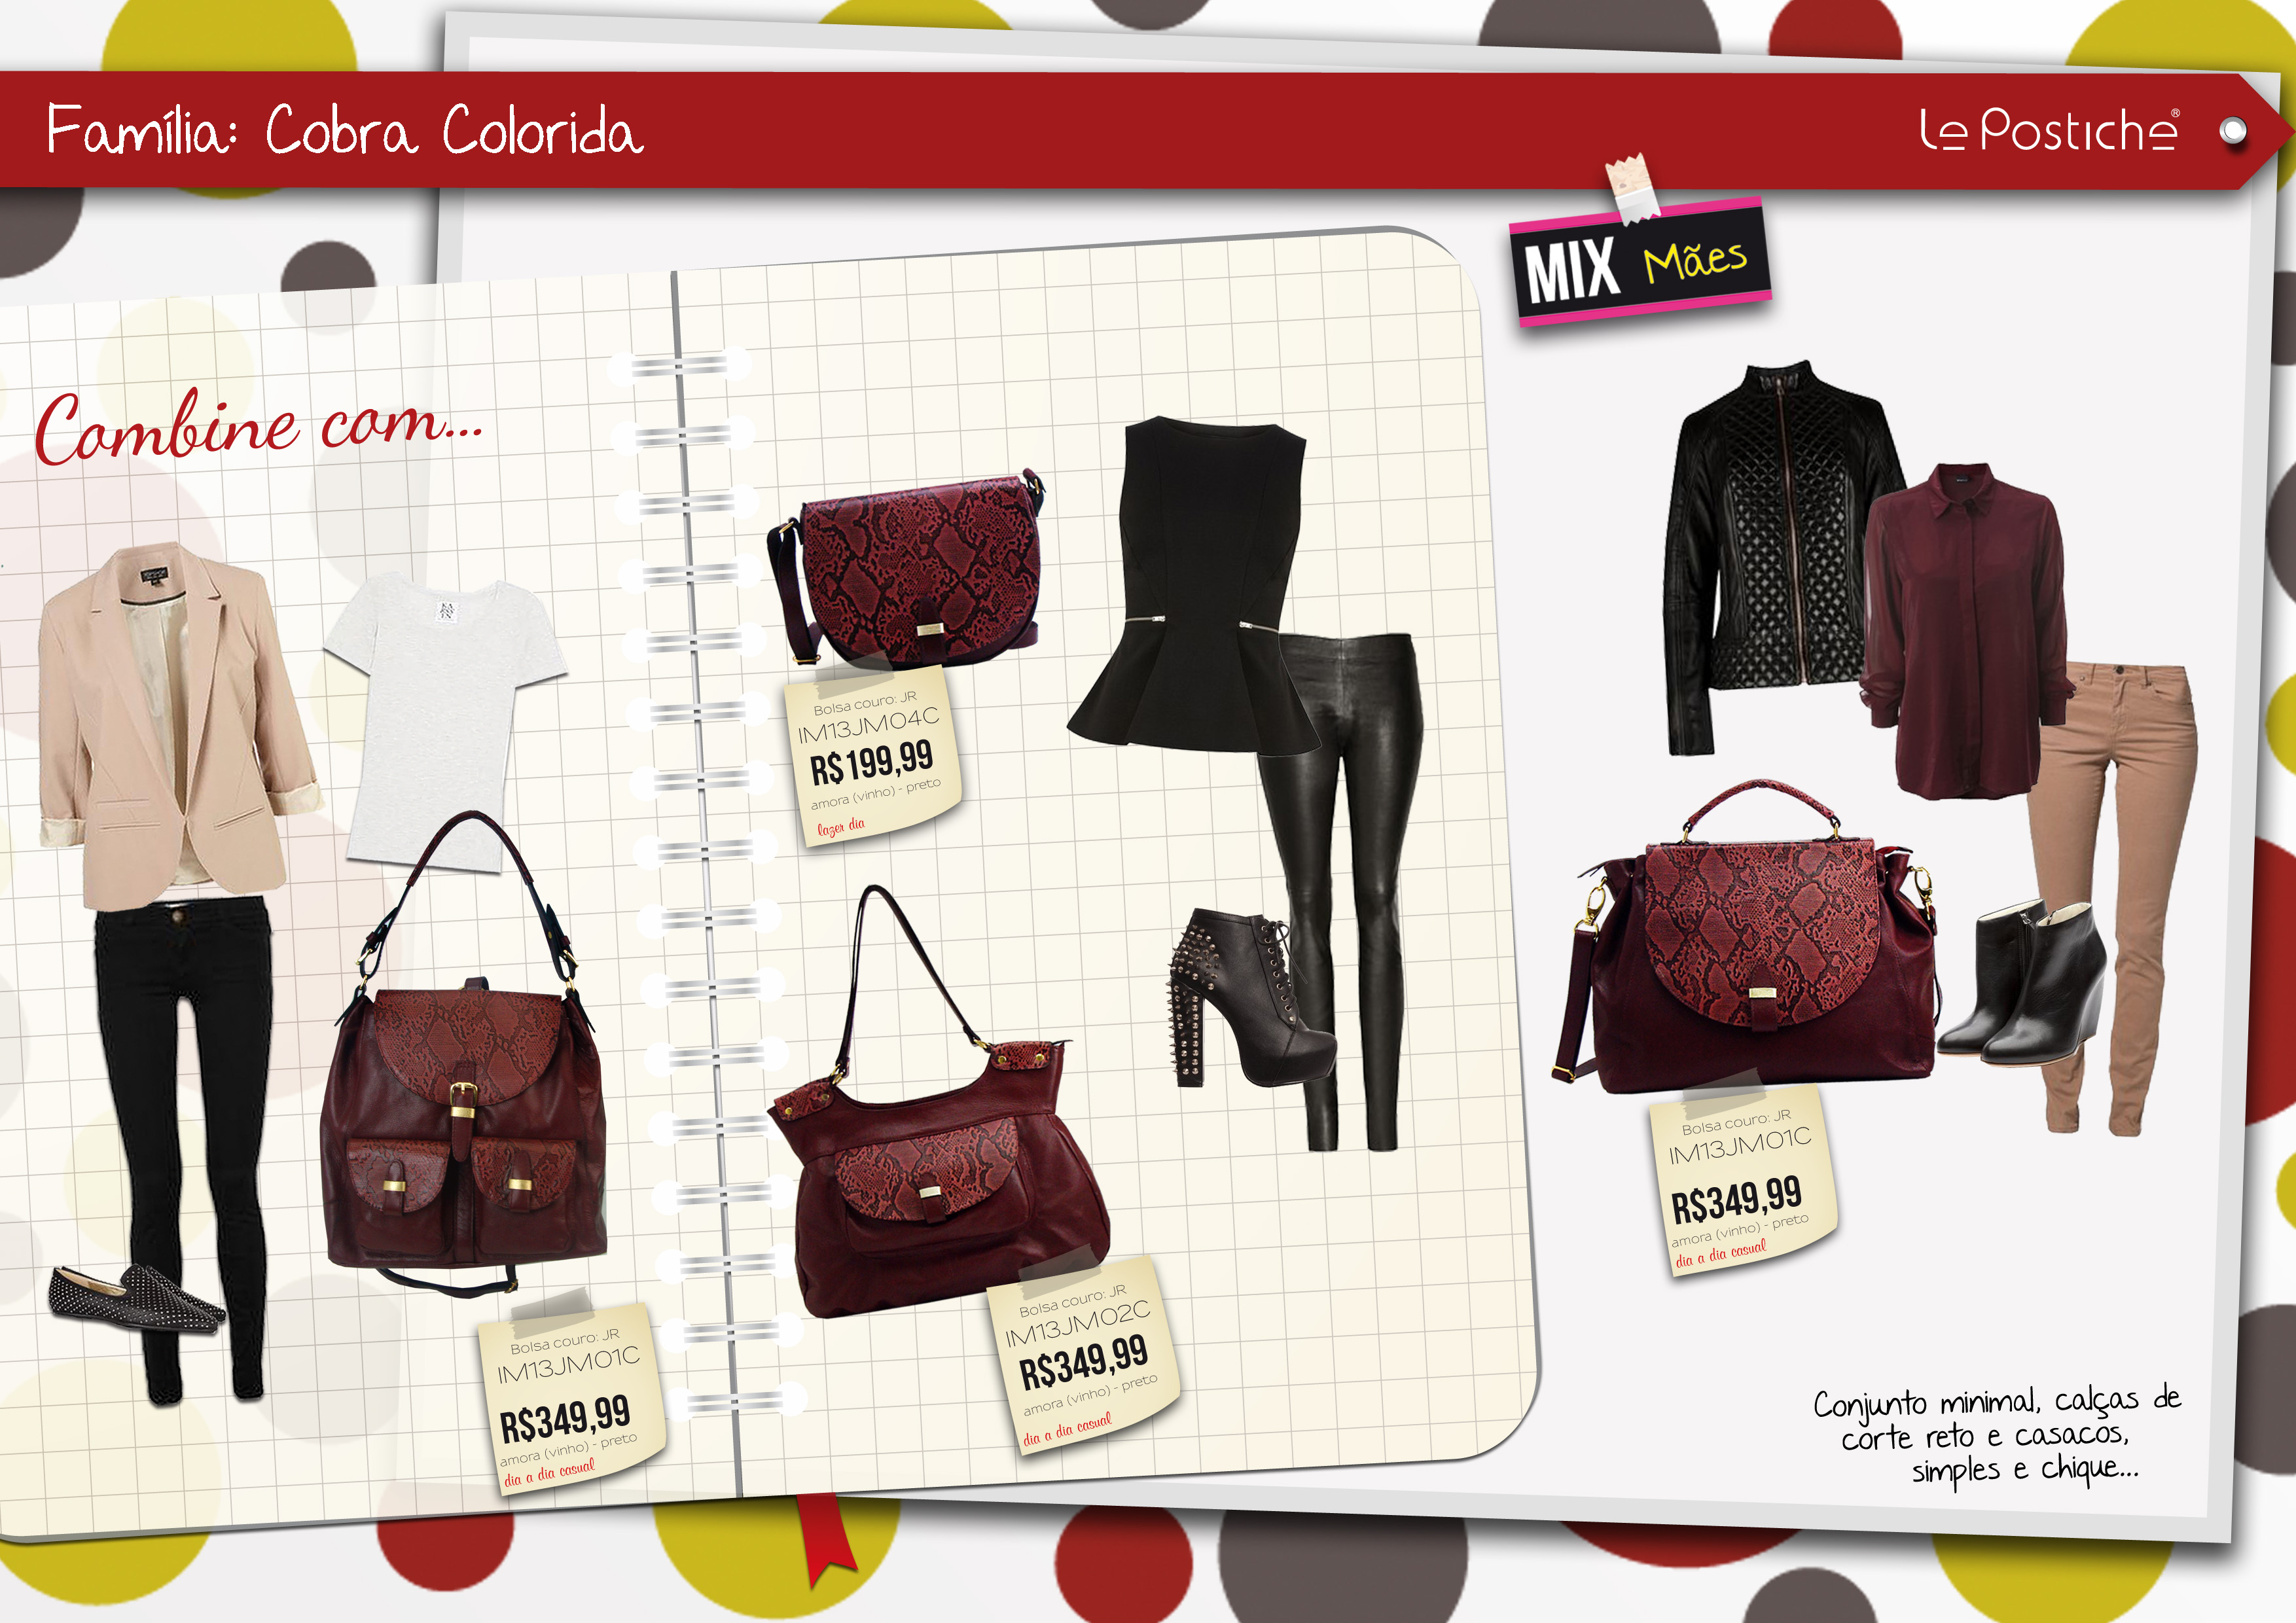 Família: Cobra Colorida
Le Postiche®
MIX Mães
Combine com...
Bolsa couro: JR
IM13JM04C
R$199,99
amora (vinho) - preto
lazer dia
Bolsa couro: JR
IM13JM01C
R$349,99
amora (vinho) - preto
dia a dia casual
Bolsa couro: JR
IM13JM02C
R$349,99
amora (vinho) - preto
dia a dia casual
Bolsa couro: JR
IM13JM01C
R$349,99
amora (vinho) - preto
dia a dia casual
Conjunto minimal, calças de
corte reto e casacos,
simples e chique...